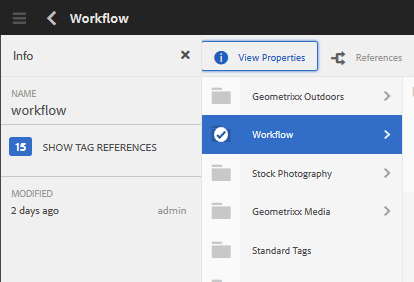 Workflow
Info
View Properties
References
NAME
workflow
15 SHOW TAG REFERENCES
MODIFIED
2 days ago admin
Geometrixx Outdoors
Workflow
Stock Photography
Geometrixx Media
Standard Tags